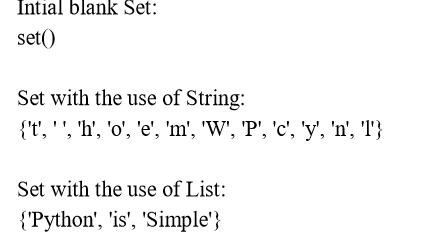 Intial blank Set:
set()
Set with the use of String:
{'t', ' ', 'h', 'o', 'e', 'm', 'W', 'P', 'c', 'y', 'n', 'l'}
Set with the use of List:
{'Python', 'is', 'Simple'}